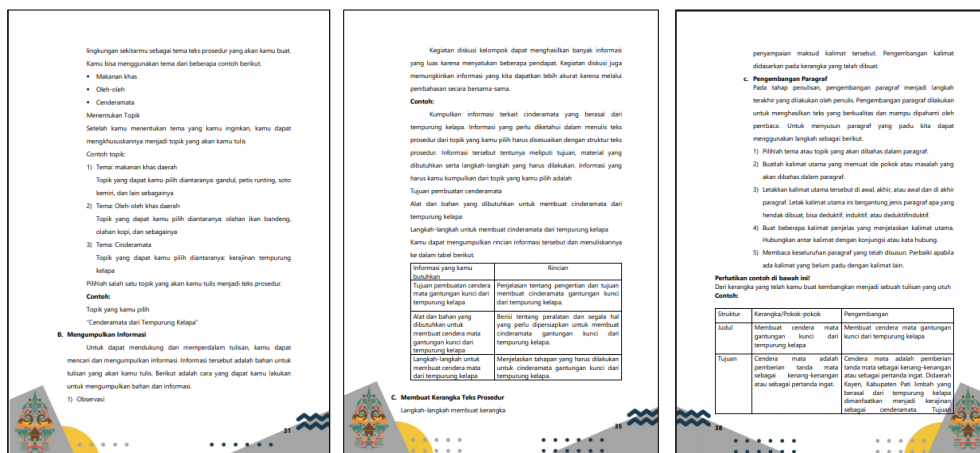 lingkungan sekitarmu sebagai tema teks prosedur yang akan kamu buat.
Kamu bisa menggunakan tema dari beberapa contoh berikut.
• Makanan khas
• Oleh-oleh
• Cenderamata
Menentukan Topik
Setelah kamu menentukan tema yang kamu inginkan, kamu dapat
mengkhususkannya menjadi topik yang akan kamu tulis
Contoh topik:
1) Tema: makanan khas daerah
Topik yang dapat kamu pilih diantaranya: gandul, petis runting, soto
kemiri, dan lain sebagainya
2) Tema: Oleh-oleh khas daerah
Topik yang dapat kamu pilih diantaranya: olahan ikan bandeng,
olahan kopi, dan sebagainya
3) Tema: Cinderamata
Topik yang dapat kamu pilih diantaranya: kerajinan tempurung
kelapa
Pilihlah salah satu topik yang akan kamu tulis menjadi teks prosedur.
Contoh:
Topik yang kamu pilih
"Cenderamata dari Tempurung Kelapa"
B. Mengumpulkan Informasi
Untuk dapat mendukung dan memperdalam tulisan, kamu dapat
mencari dan mengumpulkan informasi. Informasi tersebut adalah bahan untuk
tulisan yang akan kamu tulis. Berikut adalah cara yang dapat kamu lakukan
untuk mengumpulkan bahan dan informasi.
1) Observasi
31
Kegiatan diskusi kelompok dapat menghasilkan banyak informasi
yang luas karena menyatukan beberapa pendapat. Kegiatan diskusi juga
memungkinkan informasi yang kita dapatkan lebih akurat karena melalui
pembahasan secara bersama-sama.
Contoh:
Kumpulkan informasi terkait cinderamata yang berasal dari
tempurung kelapa. Informasi yang perlu diketahui dalam menulis teks
prosedur dari topik yang kamu pilih harus disesuaikan dengan struktur teks
prosedur. Informasi tersebut tentunya meliputi tujuan, material yang
dibutuhkan serta langkah-langkah yang harus dilakukan. Informasi yang
harus kamu kumpulkan dari topik yang kamu pilih adalah
Tujuan pembuatan cenderamata
Alat dan bahan yang dibutuhkan untuk membuat cinderamata dari
tempurung kelapa
Langkah-langkah untuk membuat cinderamata dari tempurung kelapa
Kamu dapat mengumpulkan rincian informasi tersebut dan menuliskannya
ke dalam tabel berikut.
Informasi yang kamu
butuhkan
Rincian
Tujuan pembuatan cendera
mata gantungan kunci dari
tempurung kelapa
Penjelasan tentang pengertian dan tujuan
membuat cinderamata gantungan kunci
dari tempurung kelapa.
Alat dan bahan yang
dibutuhkan untuk
membuat cendera mata
gantungan kunci dari
tempurung kelapa
Berisi tentang peralatan dan segala hal
yang perlu dipersiapkan untuk membuat
cinderamata gantungan kunci dari
tempurung kelapa.
Langkah-langkah untuk
membuat cendera mata
dari tempurung kelapa
Menjelaskan tahapan yang harus dilakukan
untuk cinderamata gantungan kunci dari
tempurung kelapa.
C. Membuat Kerangka Teks Prosedur
Langkah-langkah membuat kerangka
35
penyampaian maksud kalimat tersebut. Pengembangan kalimat
didasarkan pada kerangka yang telah dibuat.
c. Pengembangan Paragraf
Pada tahap penulisan, pengembangan paragraf menjadi langkah
terakhir yang dilakukan oleh penulis. Pengembangan paragraf dilakukan
untuk menghasilkan teks yang berkualitas dan mampu dipahami oleh
pembaca. Untuk menyusun paragraf yang padu kita dapat
menggunakan langkah sebagai berikut.
1) Pilihlah tema atau topik yang akan dibahas dalam paragraf.
2) Buatlah kalimat utama yang memuat ide pokok atau masalah yang
akan dibahas dalam paragraf.
3) Letakkan kalimat utama tersebut di awal, akhir, atau awal dan di akhir
paragraf. Letak kalimat utama ini bergantung jenis paragraf apa yang
hendak dibuat, bisa deduktif, induktif, atau deduktifinduktif.
4) Buat beberapa kalimat penjelas yang menjelaskan kalimat utama.
Hubungkan antar kalimat dengan konjungsi atau kata hubung.
5) Membaca keseluruhan paragraf yang telah disusun. Perbaiki apabila
ada kalimat yang belum padu dengan kalimat lain.
Perhatikan contoh di bawah ini!
Dari kerangka yang telah kamu buat kembangkan menjadi sebuah tulisan yang utuh
Contoh:
Struktur
Kerangka/Pokok-pokok
Pengembangan
Judul
Membuat cendera mata
gantungan kunci dari
tempurung kelapa
Membuat cendera mata gantungan
kunci dari tempurung kelapa
Tujuan
Cendera mata adalah
pemberian tanda mata
sebagai kenang-kenangan
atau sebagai pertanda ingat.
Cendera mata adalah pemberian
tanda mata sebagai kenang-kenangan
atau sebagai pertanda ingat. Didaerah
Kayen, Kabupaten Pati limbah yang
berasal dari tempurung kelapa
dimanfaatkan menjadi kerajinan
sebagai cenderamata. Tujuan
38